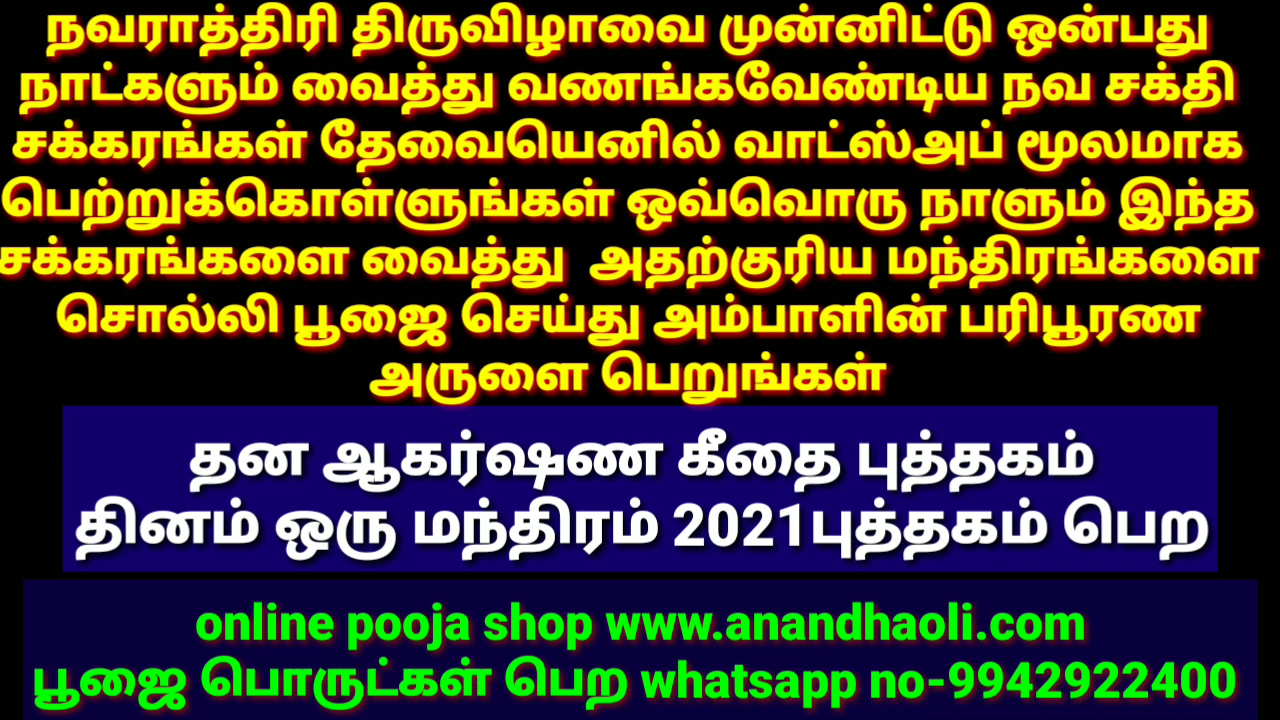 நவராத்திரி திருவிழாவை முன்னிட்டு ஒன்பது
நாட்களும் வைத்து வணங்கவேண்டிய நவ சக்தி
சக்கரங்கள் தேவையெனில் வாட்ஸ்அப் மூலமாக
பெற்றுக்கொள்ளுங்கள் ஒவ்வொரு நாளும் இந்த
சக்கரங்களை வைத்து அதற்குரிய மந்திரங்களை
சொல்லி பூஜை செய்து அம்பாளின் பரிபூரண
அருளை பெறுங்கள்
தன ஆகர்ஷண கீதை புத்தகம்
தினம் ஒரு மந்திரம் 2021புத்தகம் பெற
online pooja shop www.anandhaoli.com
பூஜை பொருட்கள் பெற whatsapp no-9942922400